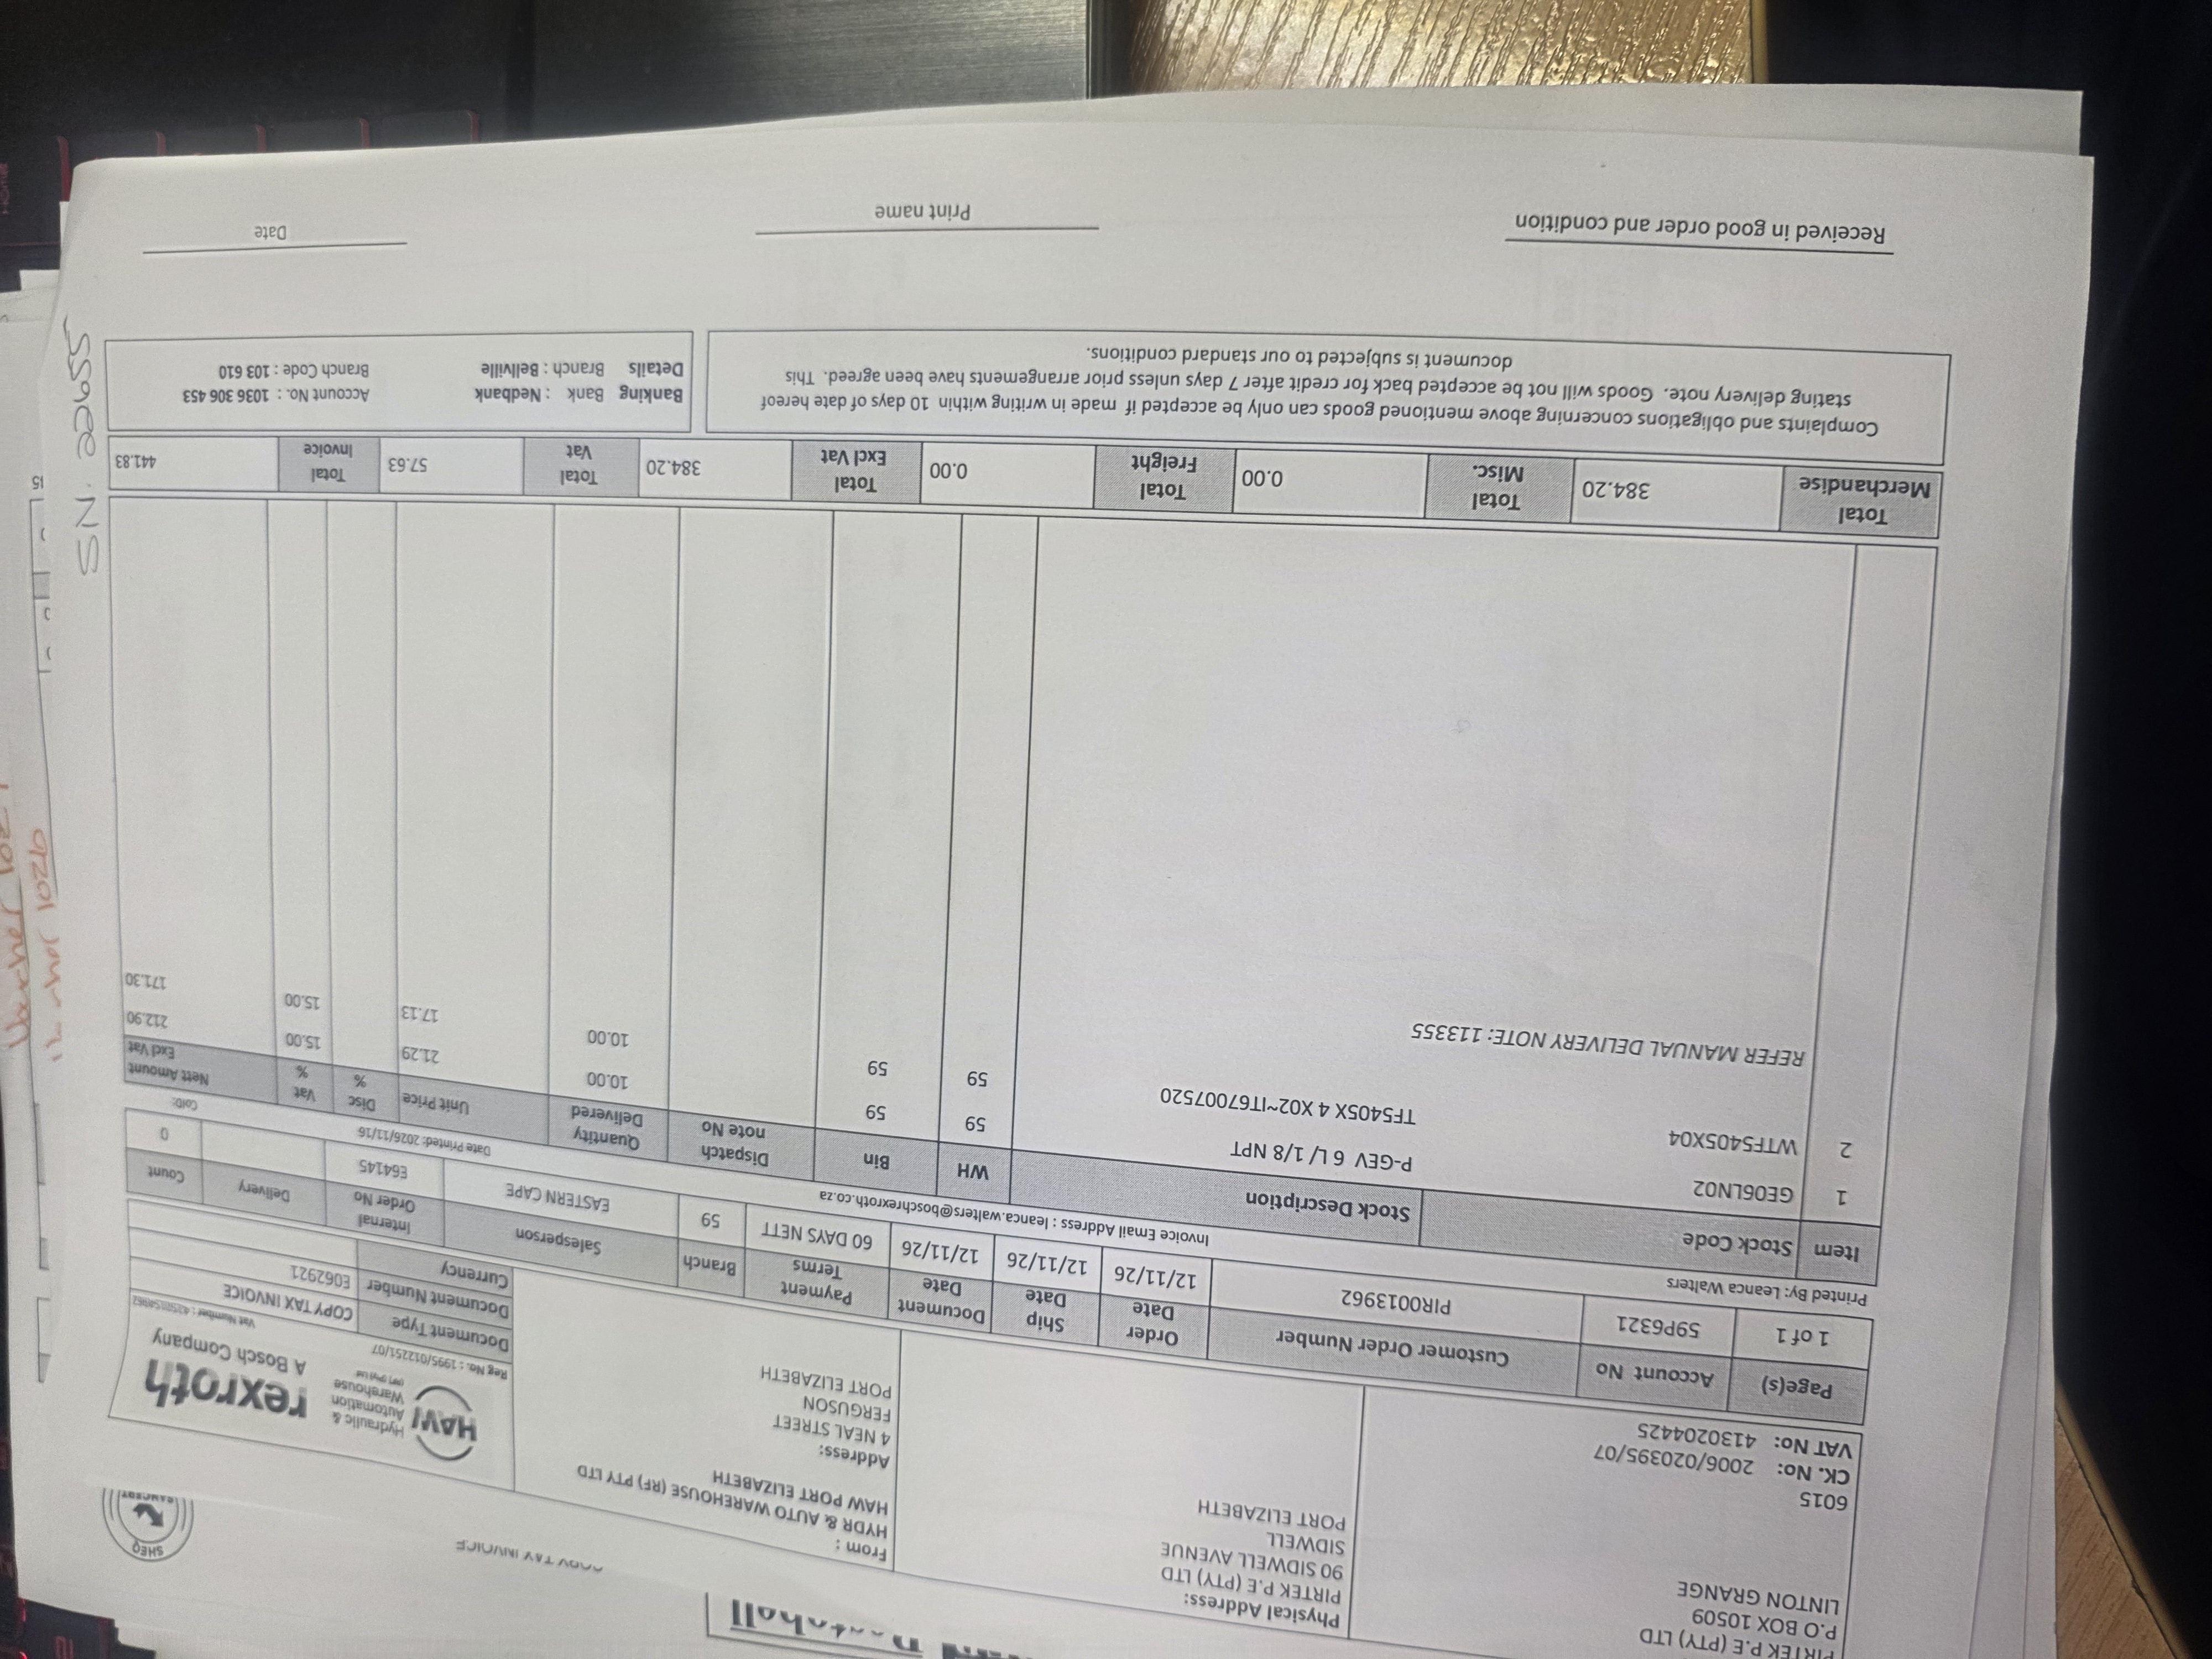 Voucher
1026
15
SN. 22655
SHEQ
HAW Hydraulic &
Automation
Warehouse
rexroth
A Bosch Company
Reg No. : 1995/012251/07
Vat Number :
Document Type COPY TAX INVOICE
Document Number E062921
Currency
From :
HYDR & AUTO WAREHOUSE (RF) PTY LTD
HAW PORT ELIZABETH
Address:
4 NEAL STREET
FERGUSON
PORT ELIZABETH
Physical Address:
PIRTEK P.E (PTY) LTD
90 SIDWELL AVENUE
SIDWELL
PORT ELIZABETH
PIRTEK P.E (PTY) LTD
P.O BOX 10509
LINTON GRANGE
6015
CK. No: 2006/020395/07
VAT No: 4130204425
Page(s) Account No Customer Order Number Order Date Ship Date Document Date Payment Terms Branch Salesperson Internal Order No Delivery Count
1 of 1 59P6321 PIR0013962 12/11/26 12/11/26 12/11/26 60 DAYS NETT 59 EASTERN CAPE E64145 0
Printed By: Leanca Walters Invoice Email Address : leanca.walters@boschrexroth.co.za Date Printed: 2026/11/16
Item Stock Code Stock Description WH Bin Dispatch note No Quantity Delivered Unit Price Disc % Vat % Nett Amount Excl Vat
1 GE06LN02 P-GEV 6 L/ 1/8 NPT 59 59 10.00 21.29 15.00 212.90
2 WTF5405X04 TF5405X 4 X02~IT67007520 59 59 10.00 17.13 15.00 171.30
REFER MANUAL DELIVERY NOTE: 113355
Total Merchandise 384.20 Total Misc. 0.00 Total Freight 0.00 Total Excl Vat 384.20 Total Vat 57.63 Total Invoice 441.83
Complaints and obligations concerning above mentioned goods can only be accepted if made in writing within 10 days of date hereof
stating delivery note. Goods will not be accepted back for credit after 7 days unless prior arrangements have been agreed. This
document is subjected to our standard conditions.
Banking Bank : Nedbank Account No. : 1036 306 453
Details Branch : Bellville Branch Code : 103 610
Received in good order and condition Print name Date